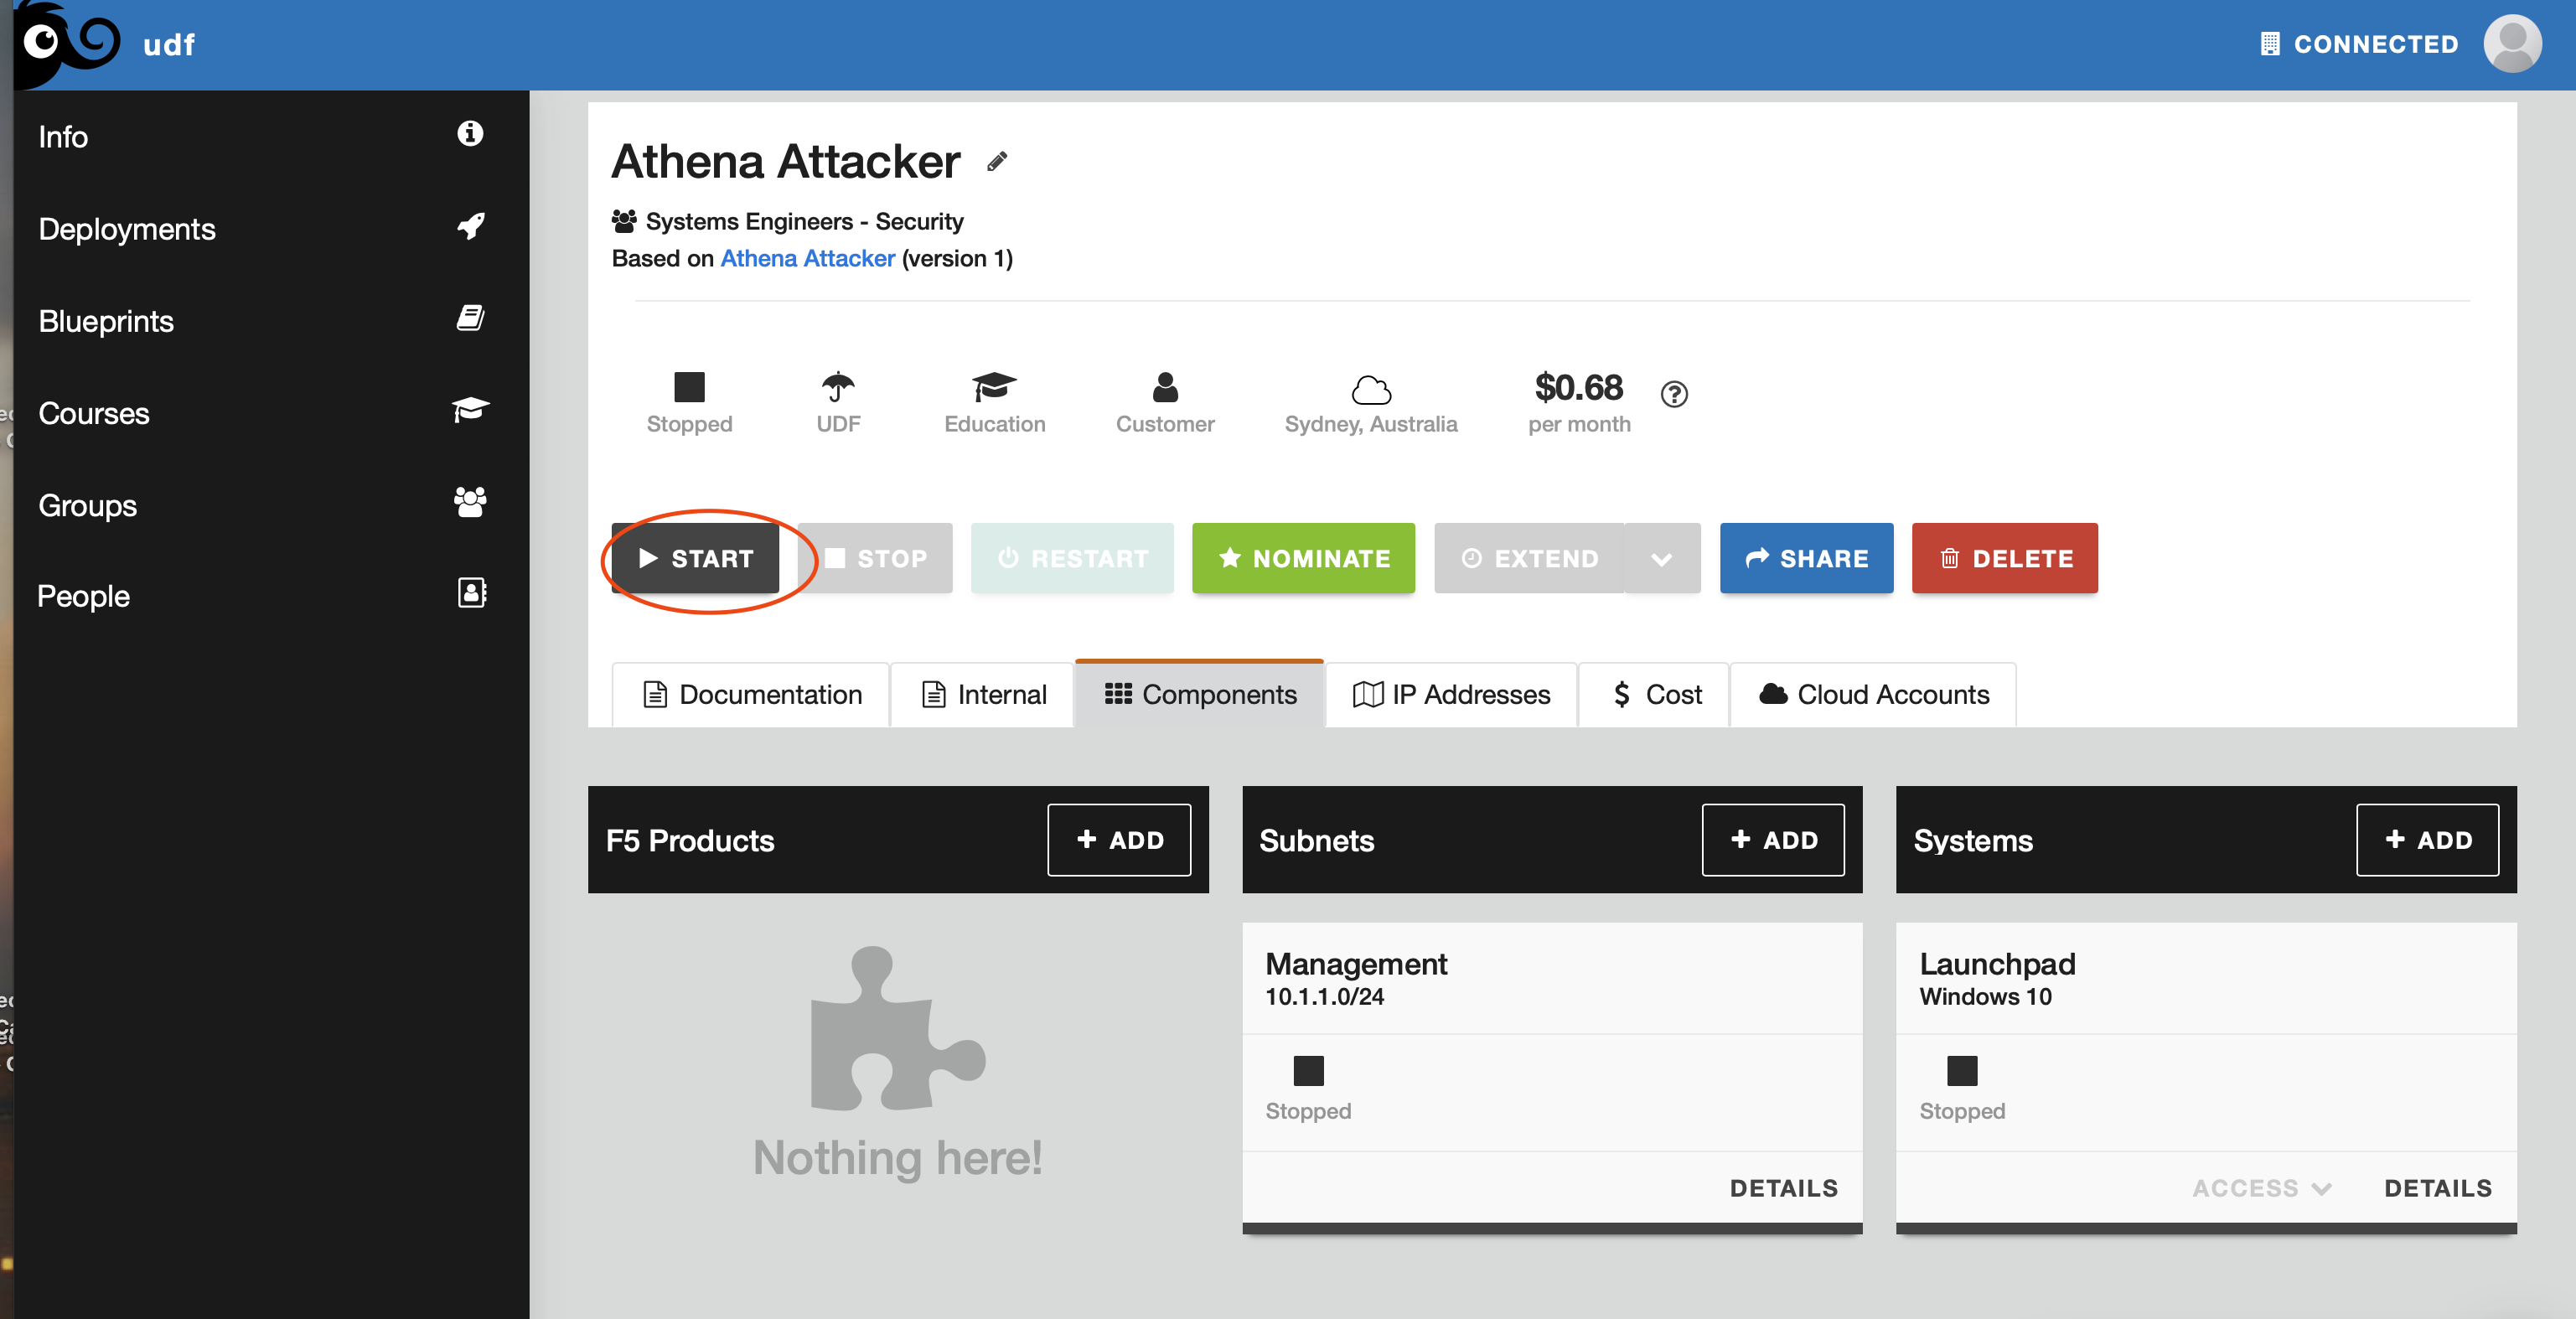 udf
CONNECTED
Info
Deployments
Blueprints
Courses
Groups
People
Athena Attacker
Systems Engineers - Security
Based on Athena Attacker (version 1)
Stopped
UDF
Education
Customer
Sydney, Australia
$0.68
per month
START
STOP
RESTART
NOMINATE
EXTEND
SHARE
DELETE
Documentation
Internal
Components
IP Addresses
$ Cost
Cloud Accounts
F5 Products
+ ADD
Subnets
+ ADD
Systems
+ ADD
Nothing here!
Management
10.1.1.0/24
Stopped
DETAILS
Launchpad
Windows 10
Stopped
ACCESS
DETAILS